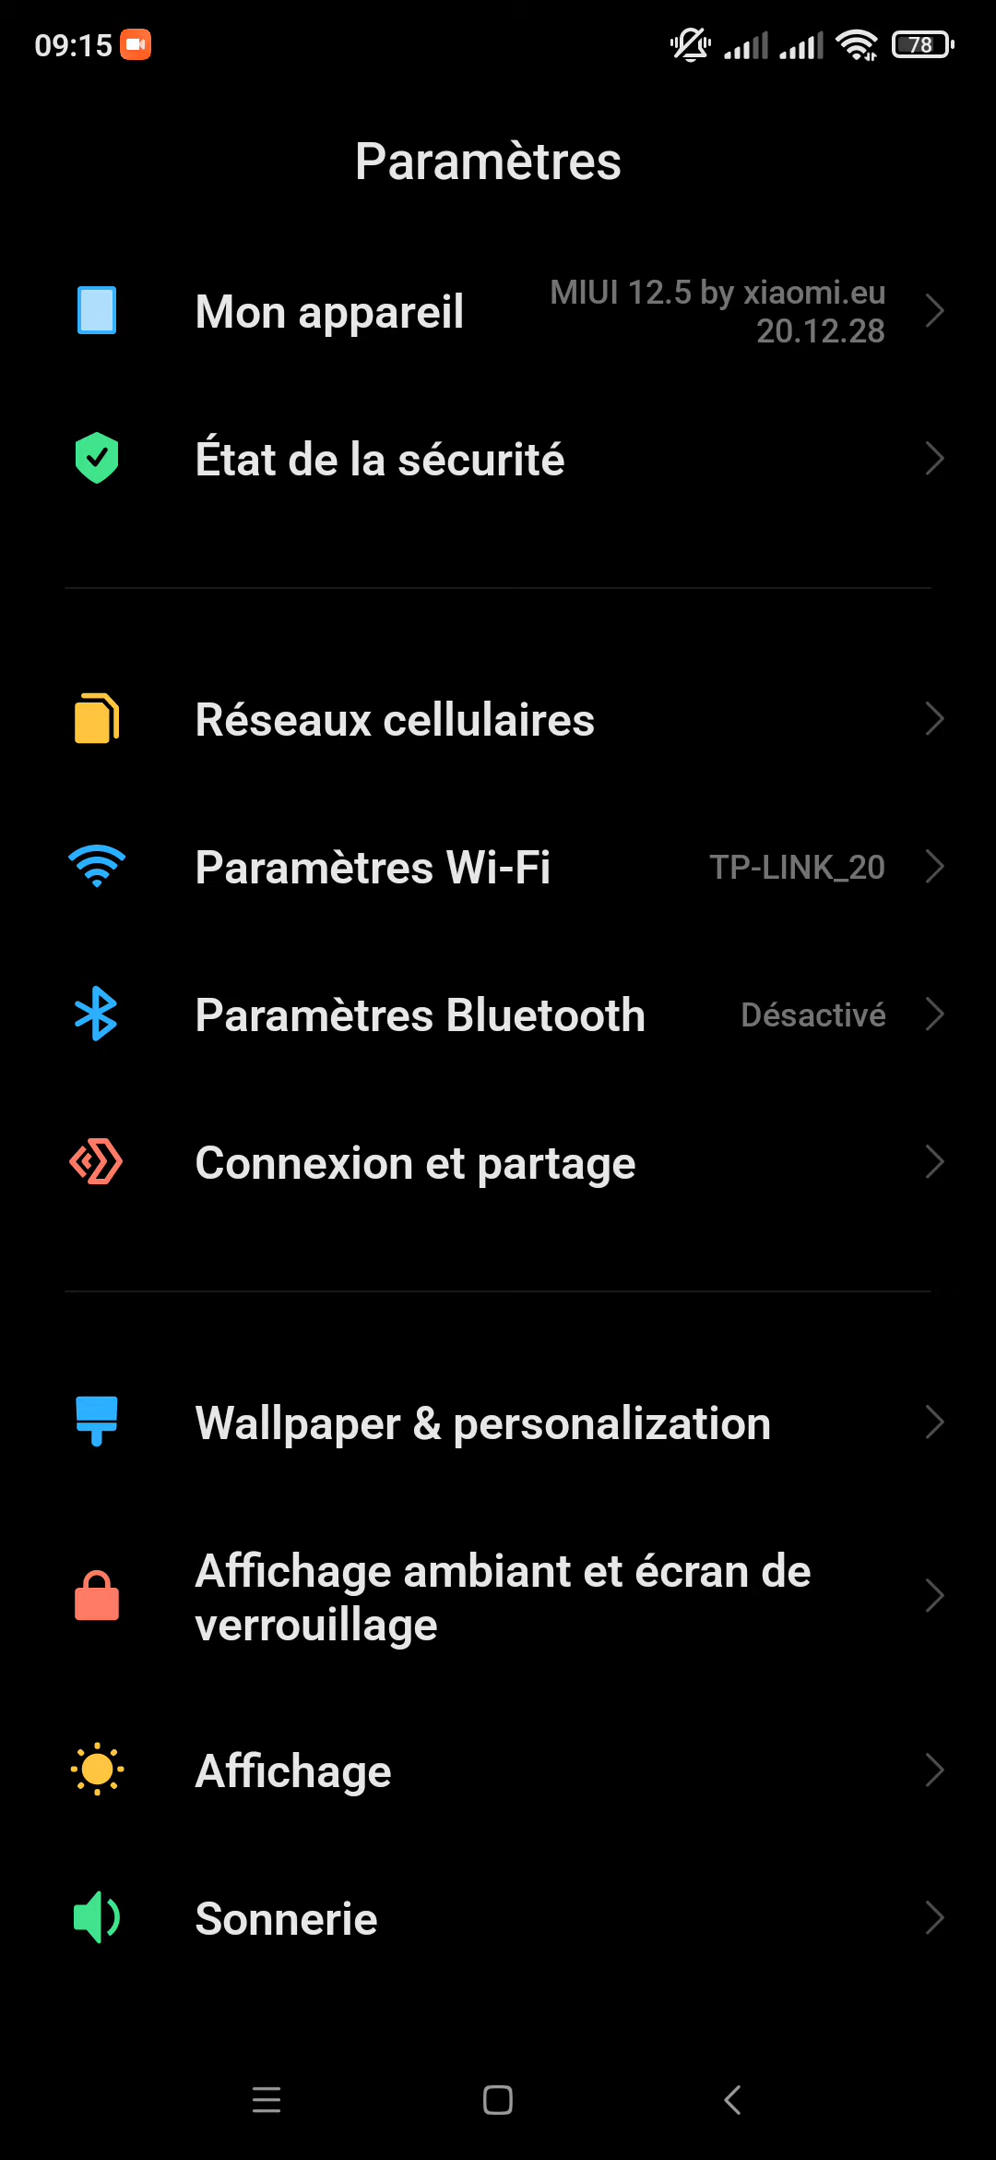 09:15
78
Paramètres
Mon appareil
MIUI 12.5 by xiaomi.eu
20.12.28
État de la sécurité
Réseaux cellulaires
Paramètres Wi-Fi
TP-LINK_20
Paramètres Bluetooth
Désactivé
Connexion et partage
Wallpaper & personalization
Affichage ambiant et écran de
verrouillage
Affichage
Sonnerie